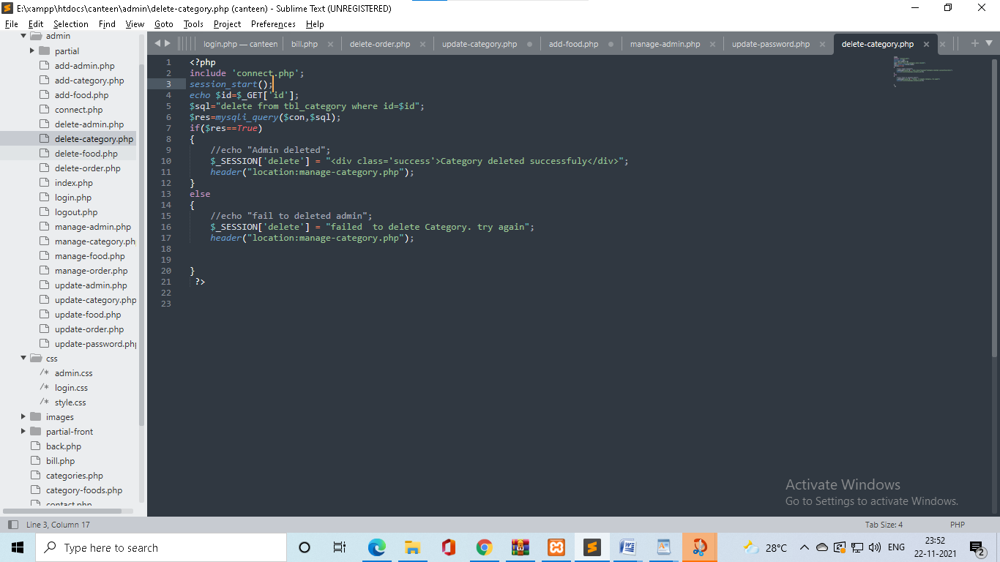 E:\xampp\htdocs\canteen\admin\delete-category.php (canteen) - Sublime Text (UNREGISTERED)
File Edit Selection Find View Goto Tools Project Preferences Help
admin
partial
add-admin.php
add-category.php
add-food.php
connect.php
delete-admin.php
delete-category.php
delete-food.php
delete-order.php
index.php
login.php
logout.php
manage-admin.php
manage-category.ph
manage-food.php
manage-order.php
update-admin.php
update-category.php
update-food.php
update-order.php
update-password.php
css
/* admin.css
/* login.css
/* style.css
images
partial-front
back.php
bill.php
categories.php
category-foods.php
contact.php
login.php — canteen bill.php delete-order.php update-category.php add-food.php manage-admin.php update-password.php delete-category.php
1 <?php
2 include 'connect.php';
3 session_start();
4 echo $id=$_GET['id'];
5 $sql="delete from tbl_category where id=$id";
6 $res=mysqli_query($con,$sql);
7 if($res==True)
8 {
9 //echo "Admin deleted";
10 $_SESSION['delete'] = "<div class='success'>Category deleted successfuly</div>";
11 header("location:manage-category.php");
12 }
13 else
14 {
15 //echo "fail to deleted admin";
16 $_SESSION['delete'] = "failed  to delete Category. try again";
17 header("location:manage-category.php");
18
19
20 }
21 ?>
22
23
Activate Windows
Go to Settings to activate Windows.
Line 3, Column 17 Tab Size: 4 PHP
Type here to search 28°C ENG 23:52
22-11-2021 2